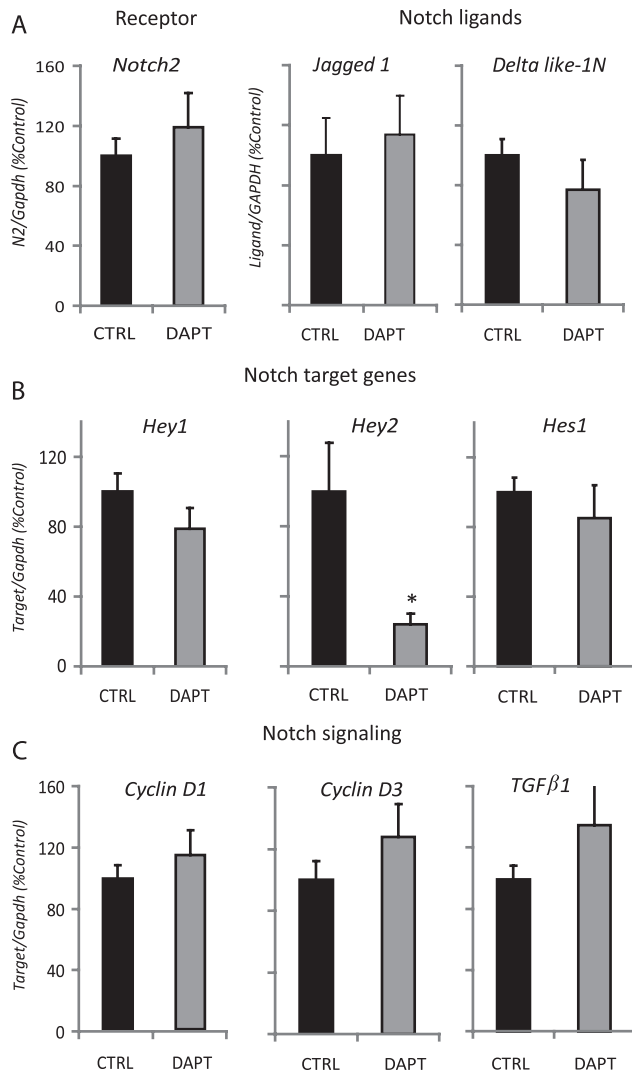 A
Receptor
Notch ligands
Notch2
Jagged 1
Delta like-1N
N2/Gapdh (%Control)
160
120
80
40
0
Ligand/GAPDH (%Control)
CTRL DAPT
CTRL DAPT
CTRL DAPT
B
Notch target genes
Hey1
Hey2
Hes1
Target/Gapdh (%Control)
120
80
40
0
*
CTRL DAPT
CTRL DAPT
CTRL DAPT
C
Notch signaling
Cyclin D1
Cyclin D3
TGFβ1
Target/Gapdh (%Control)
160
120
80
40
0
CTRL DAPT
CTRL DAPT
CTRL DAPT